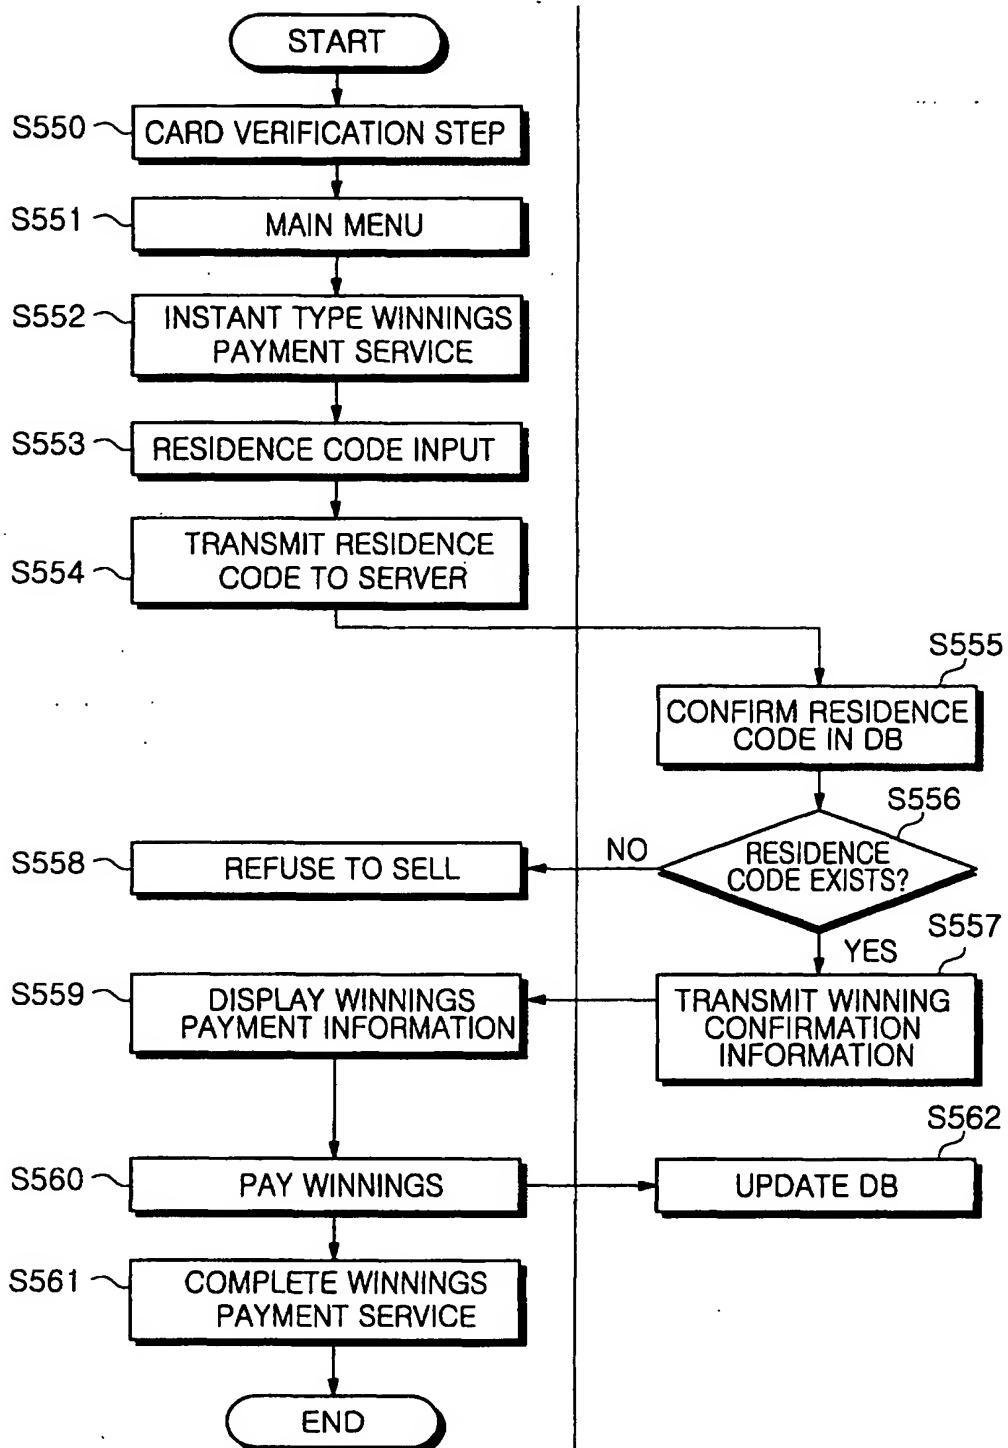 START
S550
CARD VERIFICATION STEP
S551
MAIN MENU
S552
INSTANT TYPE WINNINGS
PAYMENT SERVICE
S553
RESIDENCE CODE INPUT
S554
TRANSMIT RESIDENCE
CODE TO SERVER
S555
CONFIRM RESIDENCE
CODE IN DB
S556
RESIDENCE
CODE EXISTS?
NO
S558
REFUSE TO SELL
YES
S557
TRANSMIT WINNING
CONFIRMATION
INFORMATION
S559
DISPLAY WINNINGS
PAYMENT INFORMATION
S560
PAY WINNINGS
S562
UPDATE DB
S561
COMPLETE WINNINGS
PAYMENT SERVICE
END